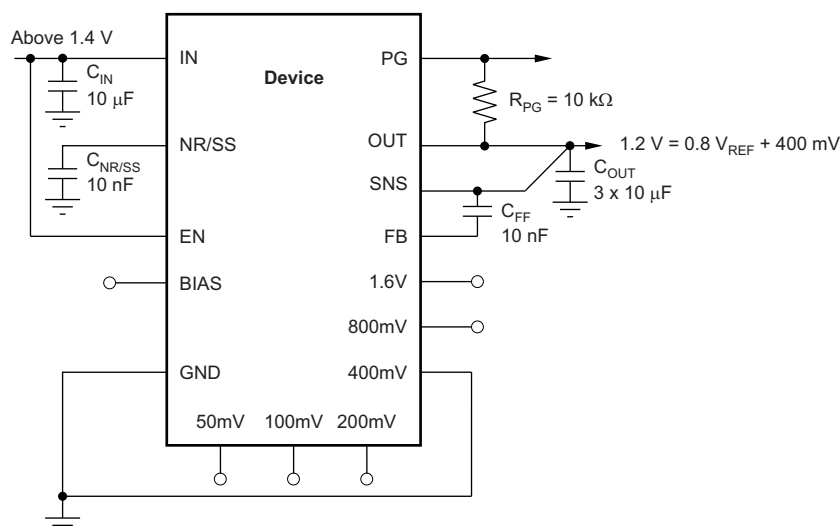 Above 1.4 V
IN
PG
C_IN
10 μF
Device
R_PG = 10 kΩ
NR/SS
OUT
1.2 V = 0.8 V_REF + 400 mV
C_NR/SS
10 nF
SNS
C_OUT
3 x 10 μF
C_FF
10 nF
EN
FB
BIAS
1.6V
800mV
GND
400mV
50mV 100mV 200mV